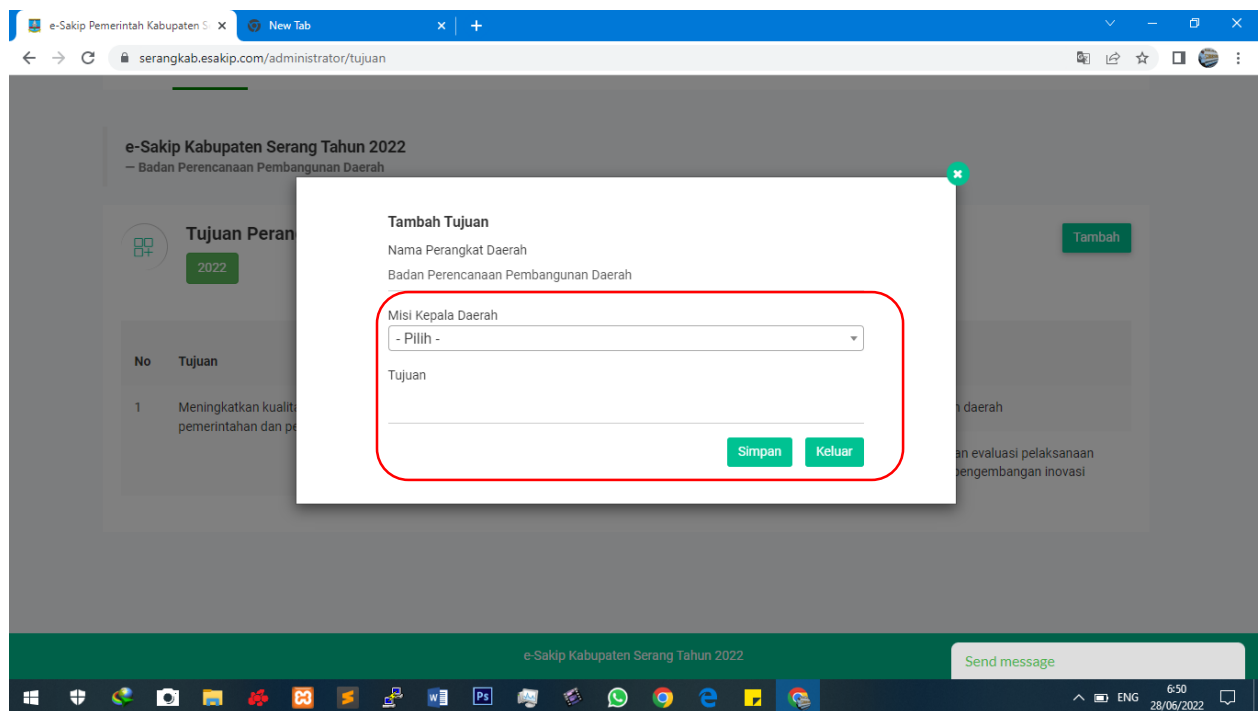 e-Sakip Pemerintah Kabupaten S
New Tab
serangkab.esakip.com/administrator/tujuan
e-Sakip Kabupaten Serang Tahun 2022
— Badan Perencanaan Pembangunan Daerah
Tujuan Peran
2022
Tambah
Tambah Tujuan
Nama Perangkat Daerah
Badan Perencanaan Pembangunan Daerah
Misi Kepala Daerah
- Pilih -
Tujuan
Simpan Keluar
No Tujuan
1 Meningkatkan kualita
pemerintahan dan pe
daerah
an evaluasi pelaksanaan
pengembangan inovasi
e-Sakip Kabupaten Serang Tahun 2022
Send message
ENG
6:50
28/06/2022